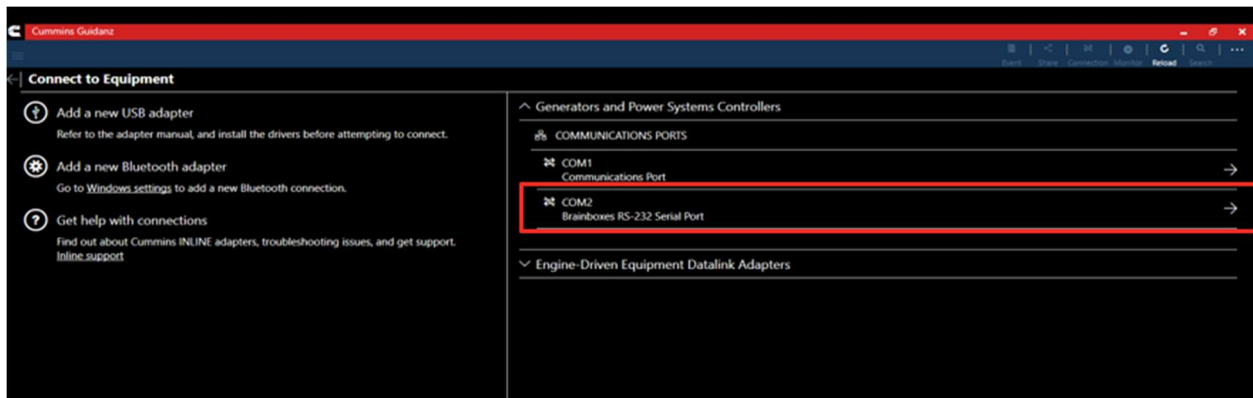 Cummins Guidanz
Event
Share
Connection
Monitor
Reload
Search
Connect to Equipment
Add a new USB adapter
Refer to the adapter manual, and install the drivers before attempting to connect.
Add a new Bluetooth adapter
Go to Windows settings to add a new Bluetooth connection.
Get help with connections
Find out about Cummins INLINE adapters, troubleshooting issues, and get support.
Inline support
Generators and Power Systems Controllers
COMMUNICATIONS PORTS
COM1
Communications Port
COM2
Brainboxes RS-232 Serial Port
Engine-Driven Equipment Datalink Adapters